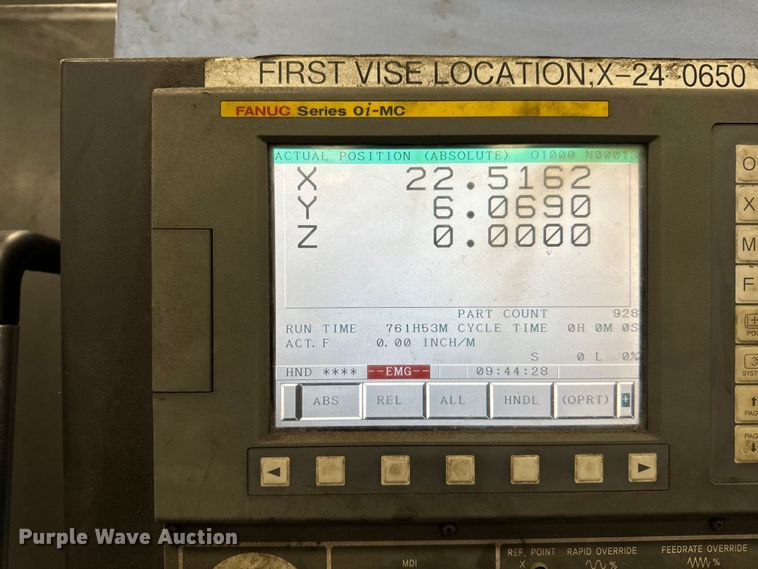 FIRST VISE LOCATION;X-24 0650
FANUC Series 0i-MC
ACTUAL POSITION (ABSOLUTE) O1000 N00013
X 22.5162
Y 6.0690
Z 0.0000
PART COUNT 928
RUN TIME 761H53M CYCLE TIME 0H 0M 0S
ACT.F 0.00 INCH/M
S 0 L 0%
HND **** --EMG-- 09:44:28
ABS REL ALL HNDL (OPRT) +
O
X
M
F
PAGE
PAGE
Purple Wave Auction
MDI
REF. POINT RAPID OVERRIDE FEEDRATE OVERRIDE
X % %